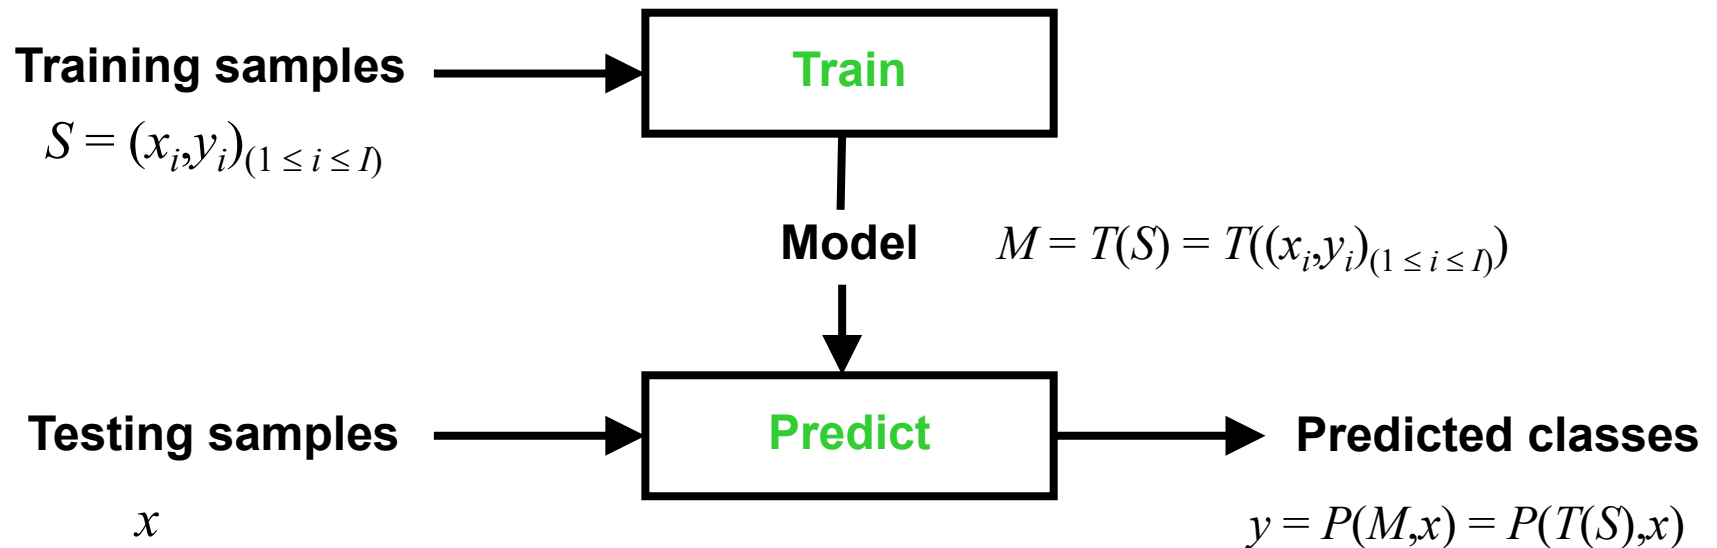 Training samples
Train
S = (xᵢ,yᵢ)₍₁ ≤ ᵢ ≤ I₎
Model
M = T(S) = T((xᵢ,yᵢ)₍₁ ≤ ᵢ ≤ I₎)
Testing samples
Predict
Predicted classes
x
y = P(M,x) = P(T(S),x)